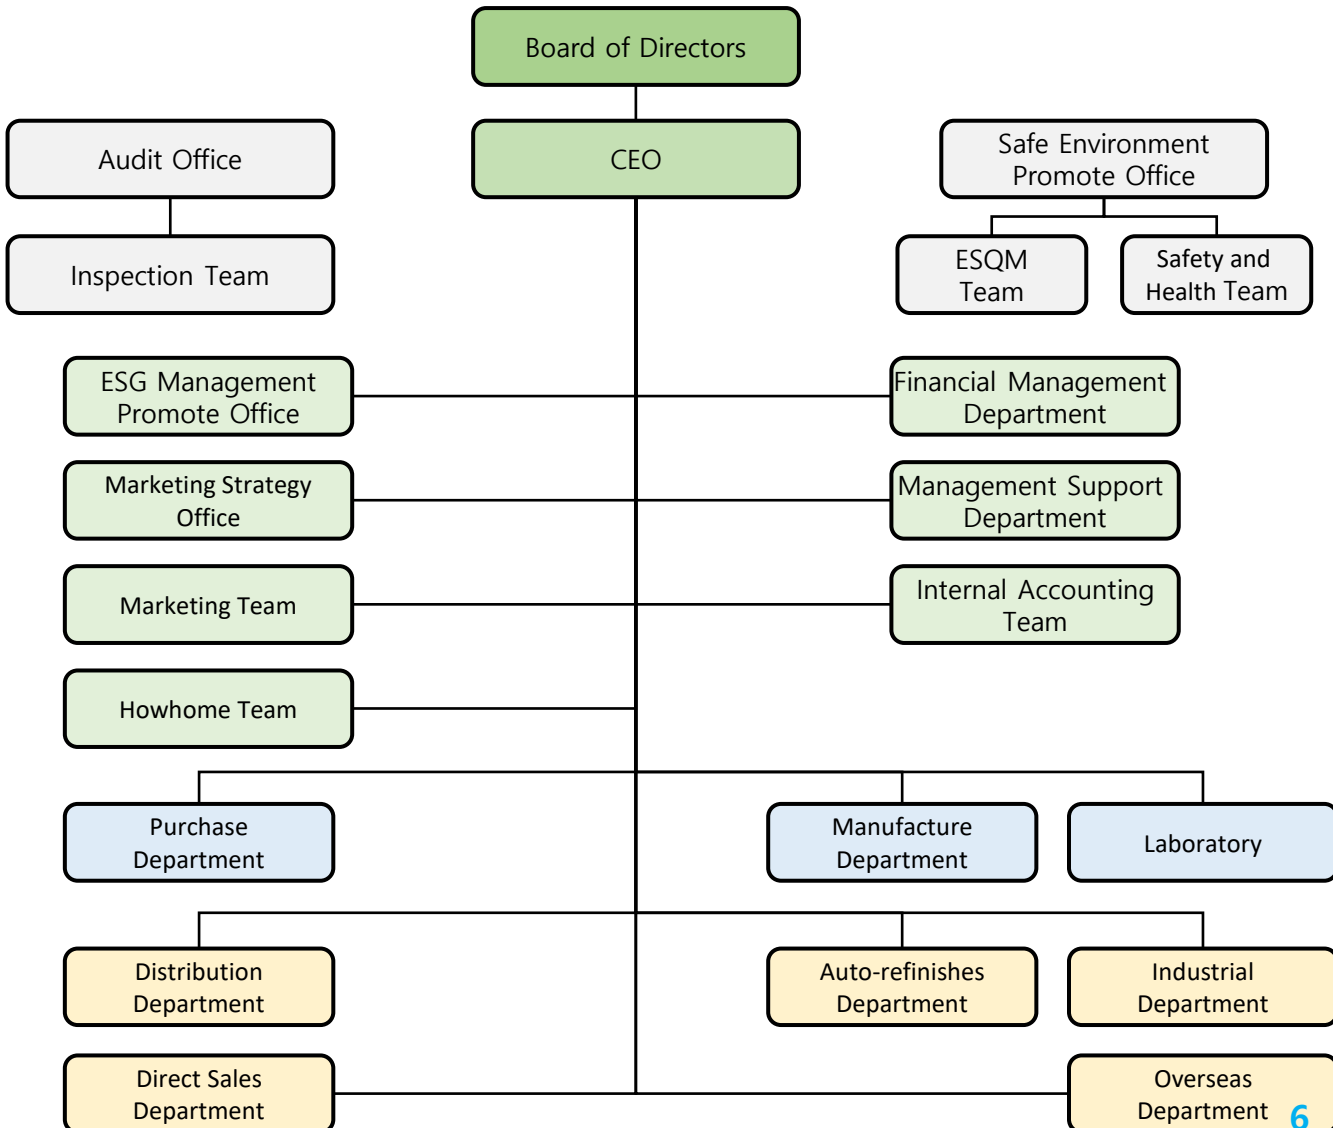 Board of Directors
Audit Office
CEO
Safe Environment
Promote Office
Inspection Team
ESQM
Team
Safety and
Health Team
ESG Management
Promote Office
Financial Management
Department
Marketing Strategy
Office
Management Support
Department
Marketing Team
Internal Accounting
Team
Howhome Team
Purchase
Department
Manufacture
Department
Laboratory
Distribution
Department
Auto-refinishes
Department
Industrial
Department
Direct Sales
Department
Overseas
Department
6